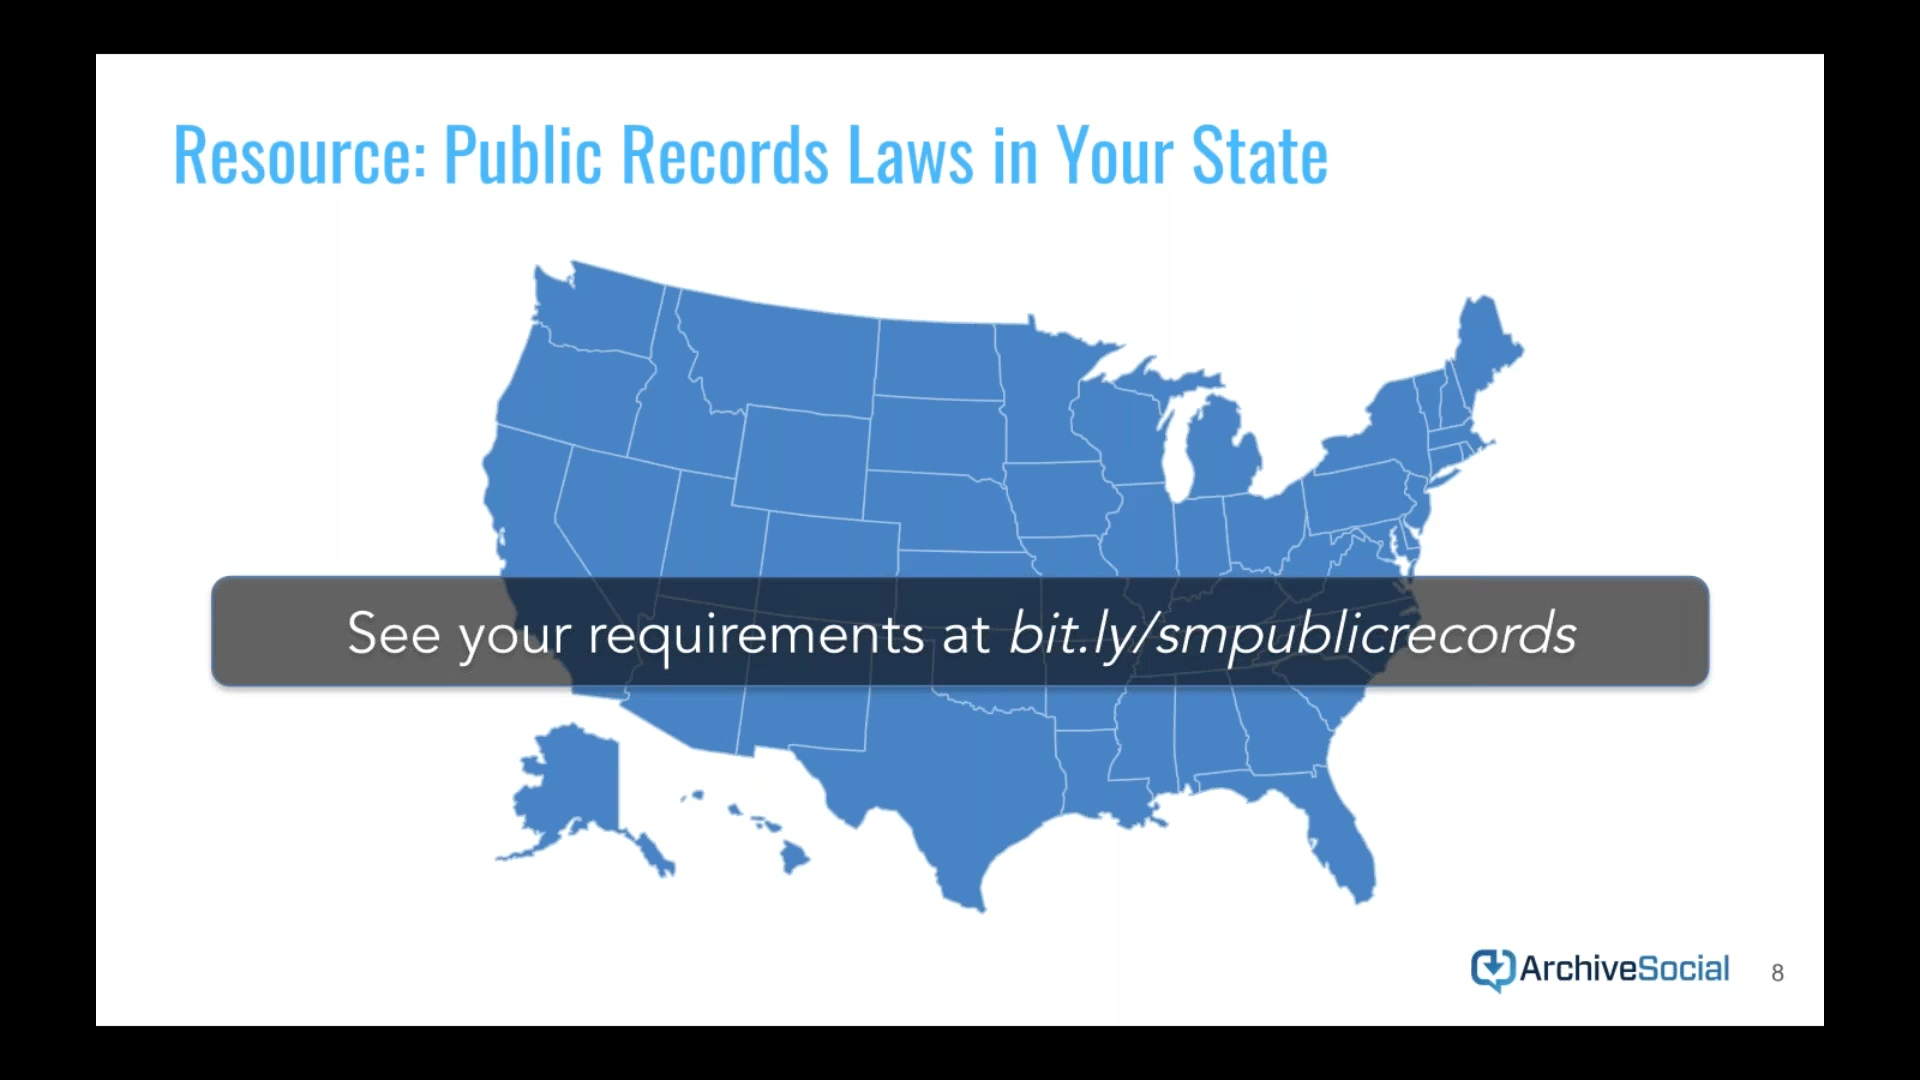 Resource: Public Records Laws in Your State
See your requirements at bit.ly/smpublicrecords
ArchiveSocial
8